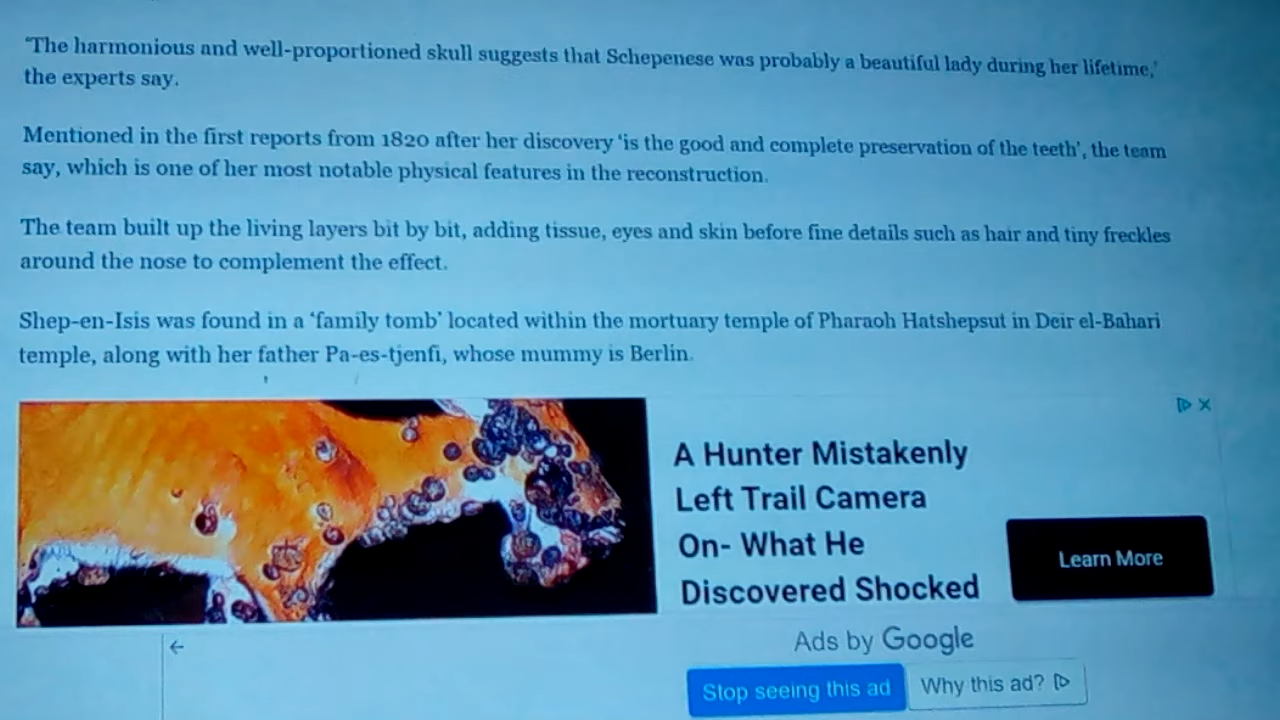 'The harmonious and well-proportioned skull suggests that Schepenese was probably a beautiful lady during her lifetime,'
the experts say.
Mentioned in the first reports from 1820 after her discovery 'is the good and complete preservation of the teeth', the team
say, which is one of her most notable physical features in the reconstruction.
The team built up the living layers bit by bit, adding tissue, eyes and skin before fine details such as hair and tiny freckles
around the nose to complement the effect.
Shep-en-Isis was found in a 'family tomb' located within the mortuary temple of Pharaoh Hatshepsut in Deir el-Bahari
temple, along with her father Pa-es-tjenfi, whose mummy is Berlin.
A Hunter Mistakenly
Left Trail Camera
On- What He
Discovered Shocked
Learn More
Ads by Google
Stop seeing this ad
Why this ad?